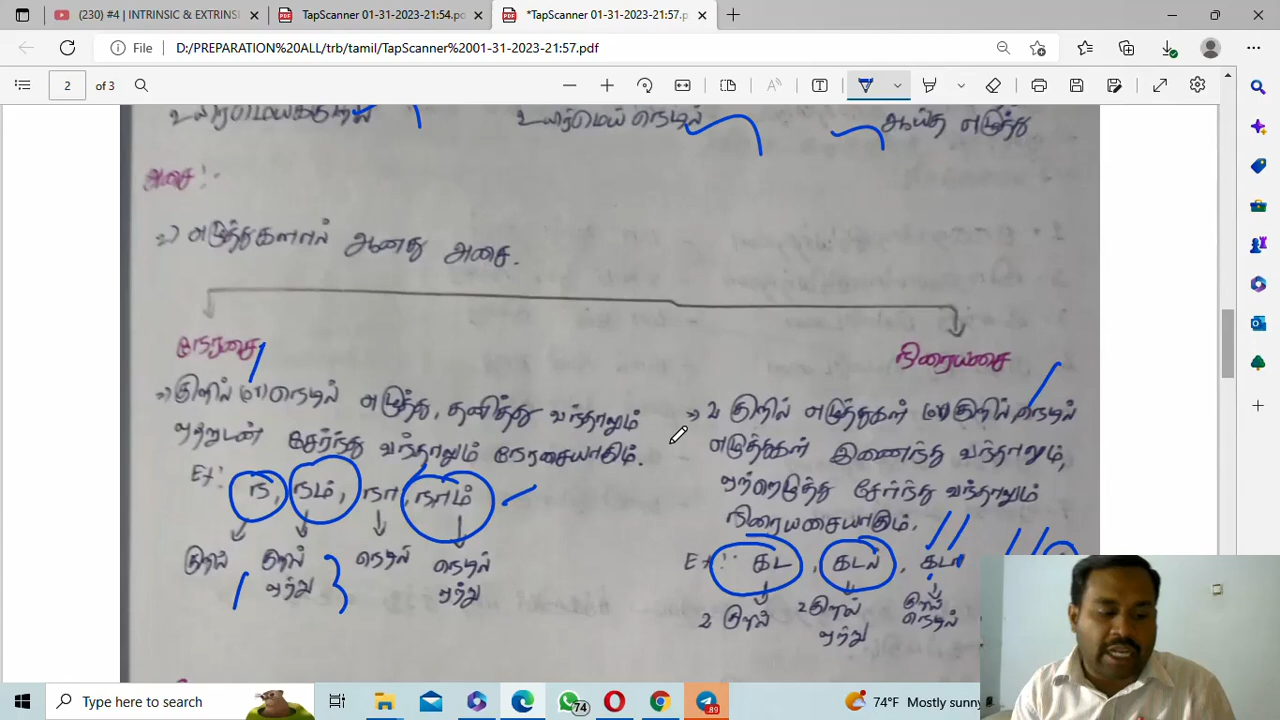 (230) #4 | INTRINSIC & EXTRINSI
TapScanner 01-31-2023-21:54.pd
*TapScanner 01-31-2023-21:57.p
File
D:/PREPARATION%20ALL/trb/tamil/TapScanner%2001-31-2023-21:57.pdf
2 of 3
உயிர்மெய் நெடில்
ஆய்த எழுத்து
அசை:-
எழுத்துகளால் ஆனது அசை.
நேரசை
நிரையசை
குறில் (மா) நெடில் எழுத்து, தனித்து வந்தாலும்
ஒற்றுடன் சேர்ந்து வந்தாலும் நேரசையாகும்.
Ex: ந, நம், நா, நாம்
குறில் குறில் நெடில் நெடில்
ஒற்று ஒற்று
2 குறில் எழுத்துகள் (மா) குறில், நெடில்
எழுத்துகள் இணைந்து வந்தாலும்,
ஒற்றெழுத்து சேர்ந்து வந்தாலும்
நிரையசையாகும்.
Ex:- கட, கடல், கடா
2 குறில் 2 குறில் குறில்
ஒற்று நெடில்
Type here to search
74
.89
74°F Mostly sunny